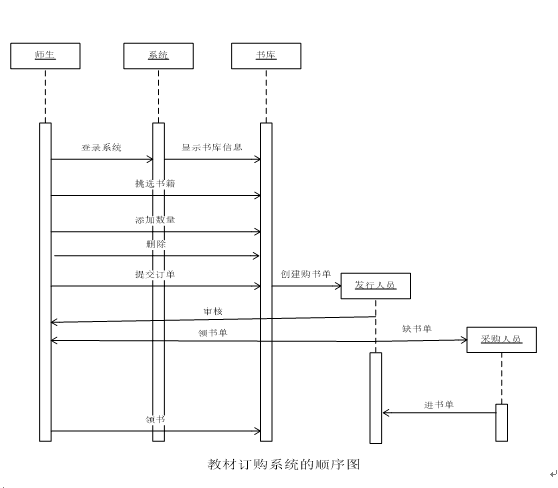 师生
系统
书库
登录系统
显示书库信息
挑选书籍
添加数量
删除
提交订单
创建购书单
发行人员
审核
领书单
缺书单
采购人员
进书单
领书
教材订购系统的顺序图